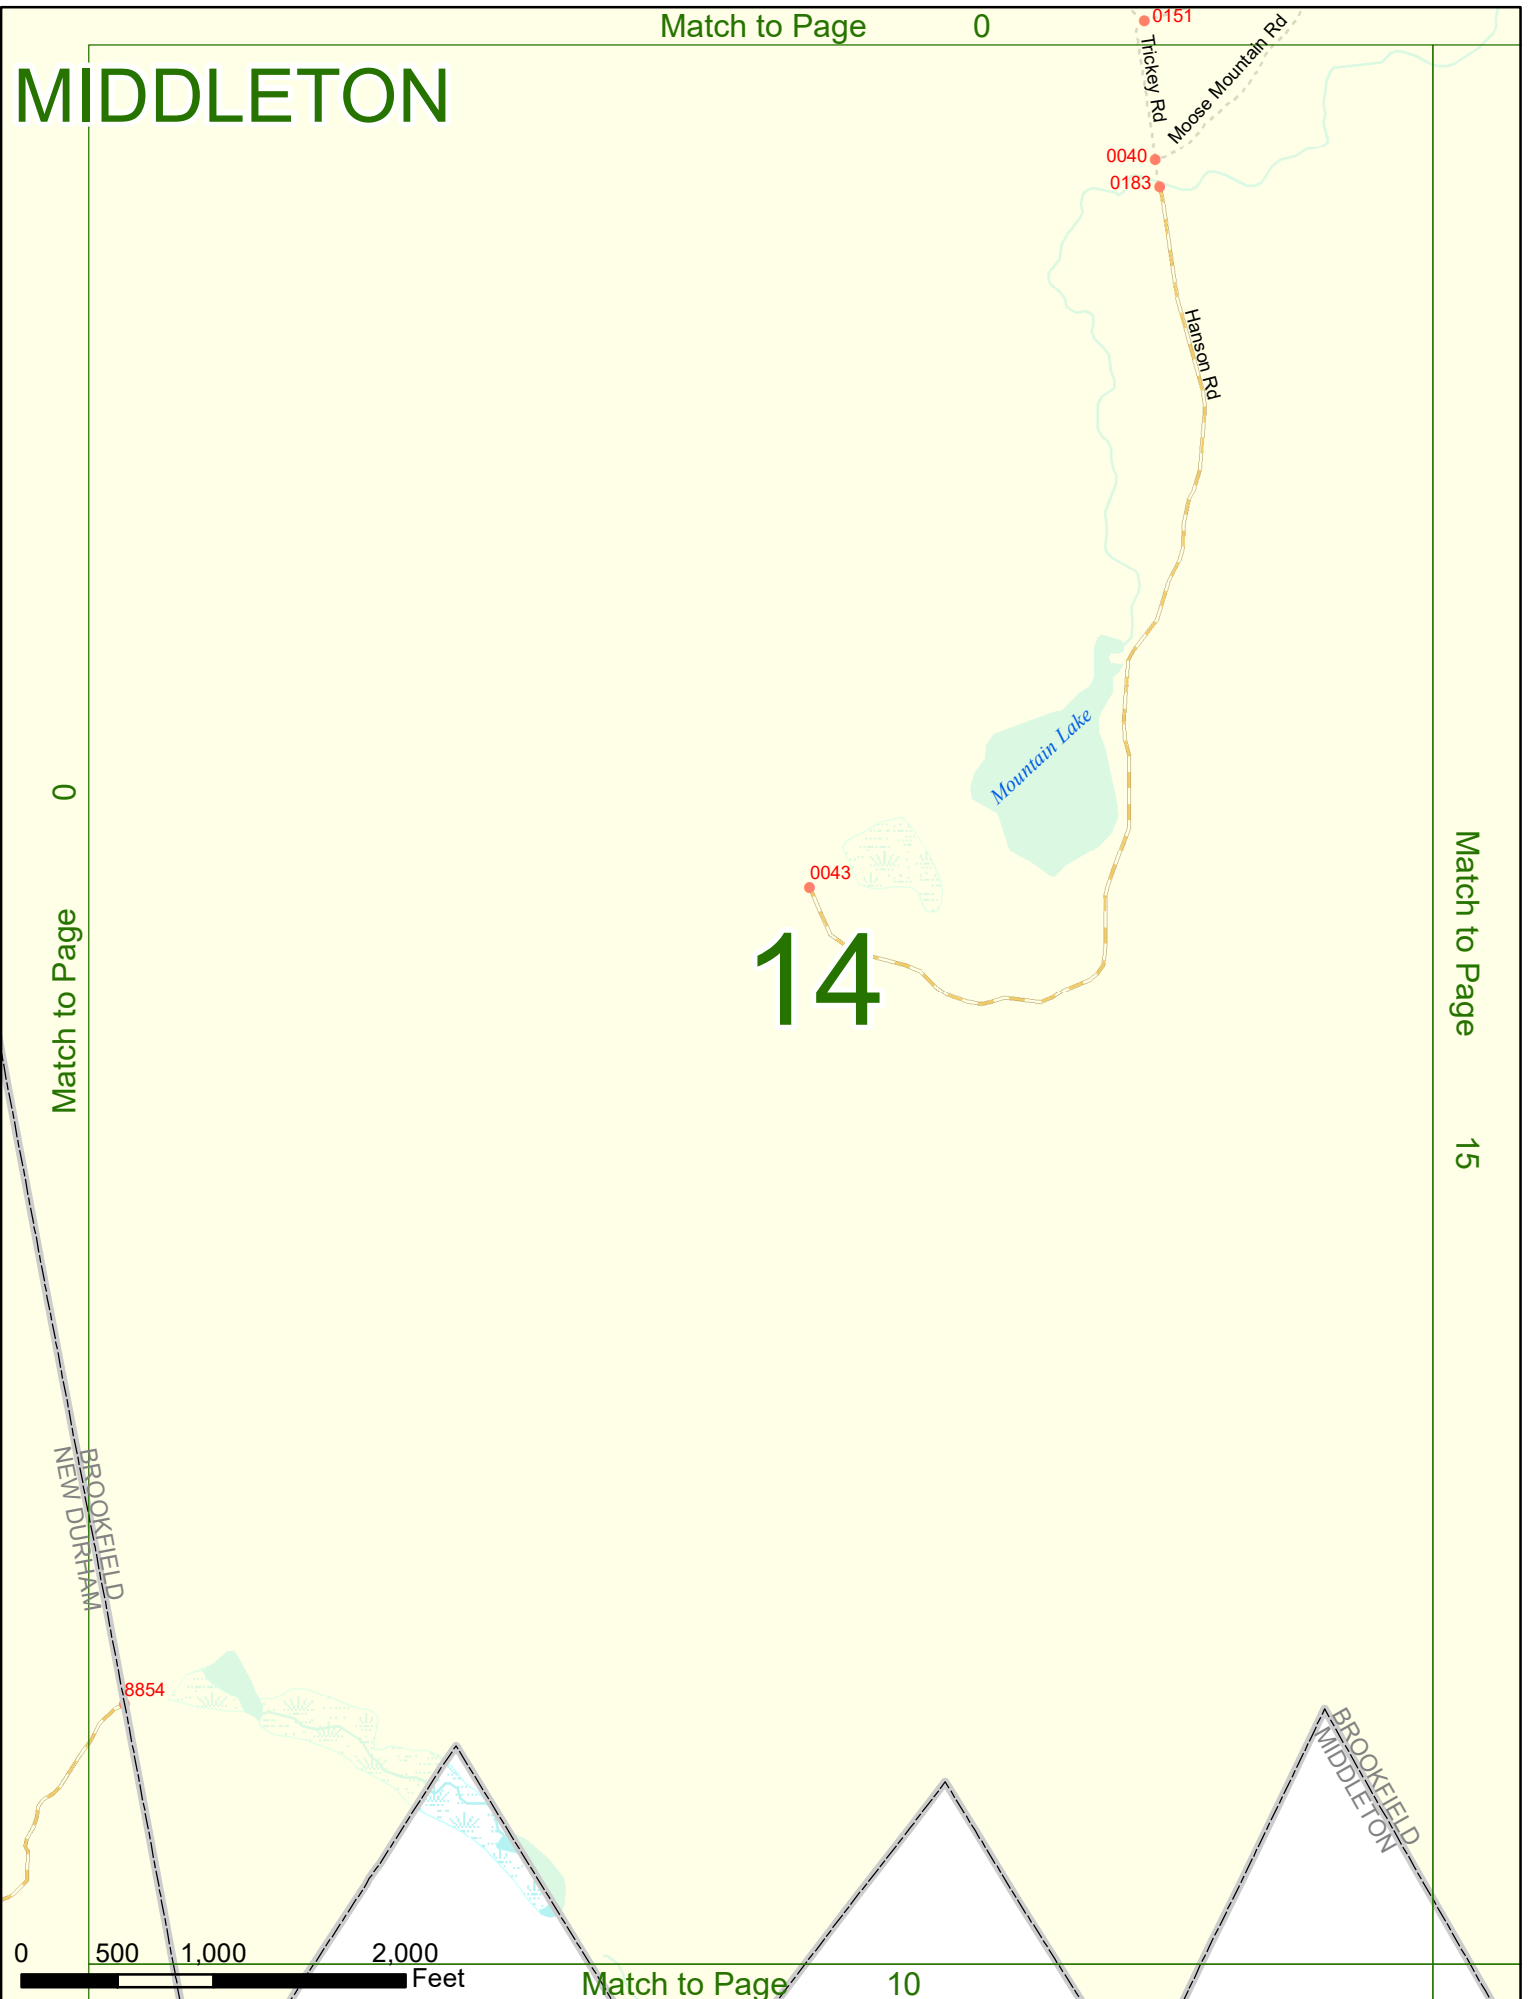 Match to Page 0
0151
MIDDLETON
Trickey Rd
Moose Mountain Rd
0040
0183
Hanson Rd
Mountain Lake
0
Match to Page
0043
14
Match to Page 15
BROOKFIELD
NEW DURHAM
8854
BROOKFIELD
MIDDLETON
0 500 1,000 2,000
Feet
Match to Page 10